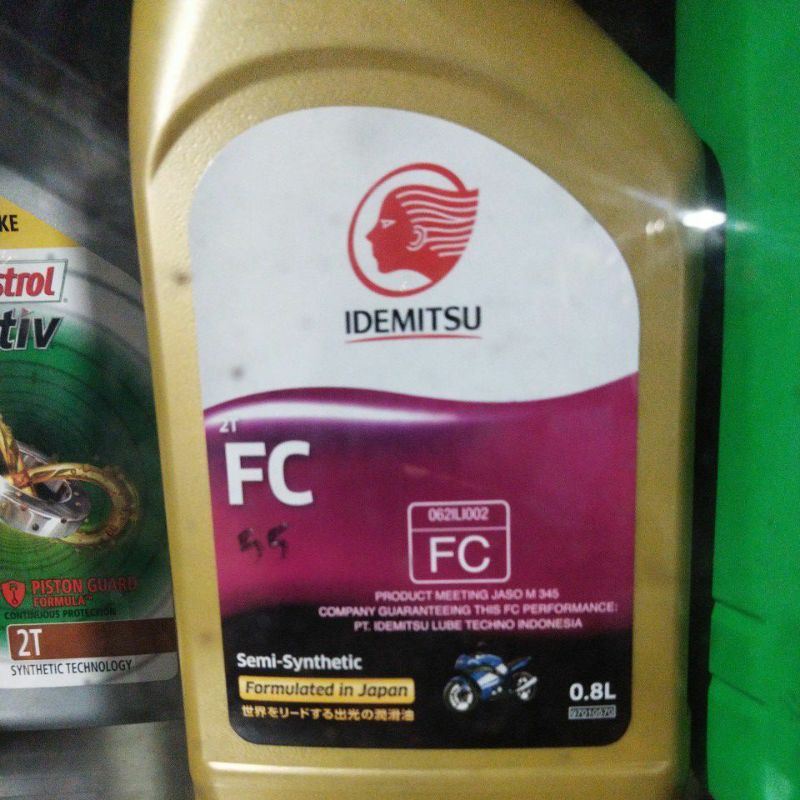 IDEMITSU
2T
FC
55
062ILI002
FC
PRODUCT MEETING JASO M 345
COMPANY GUARANTEEING THIS FC PERFORMANCE:
PT. IDEMITSU LUBE TECHNO INDONESIA
Semi-Synthetic
Formulated in Japan
世界をリードする出光の潤滑油
0.8L
97010570
KE
strol
tiv
PISTON GUARD
FORMULA™
CONTINUOUS PROTECTION
2T
SYNTHETIC TECHNOLOGY